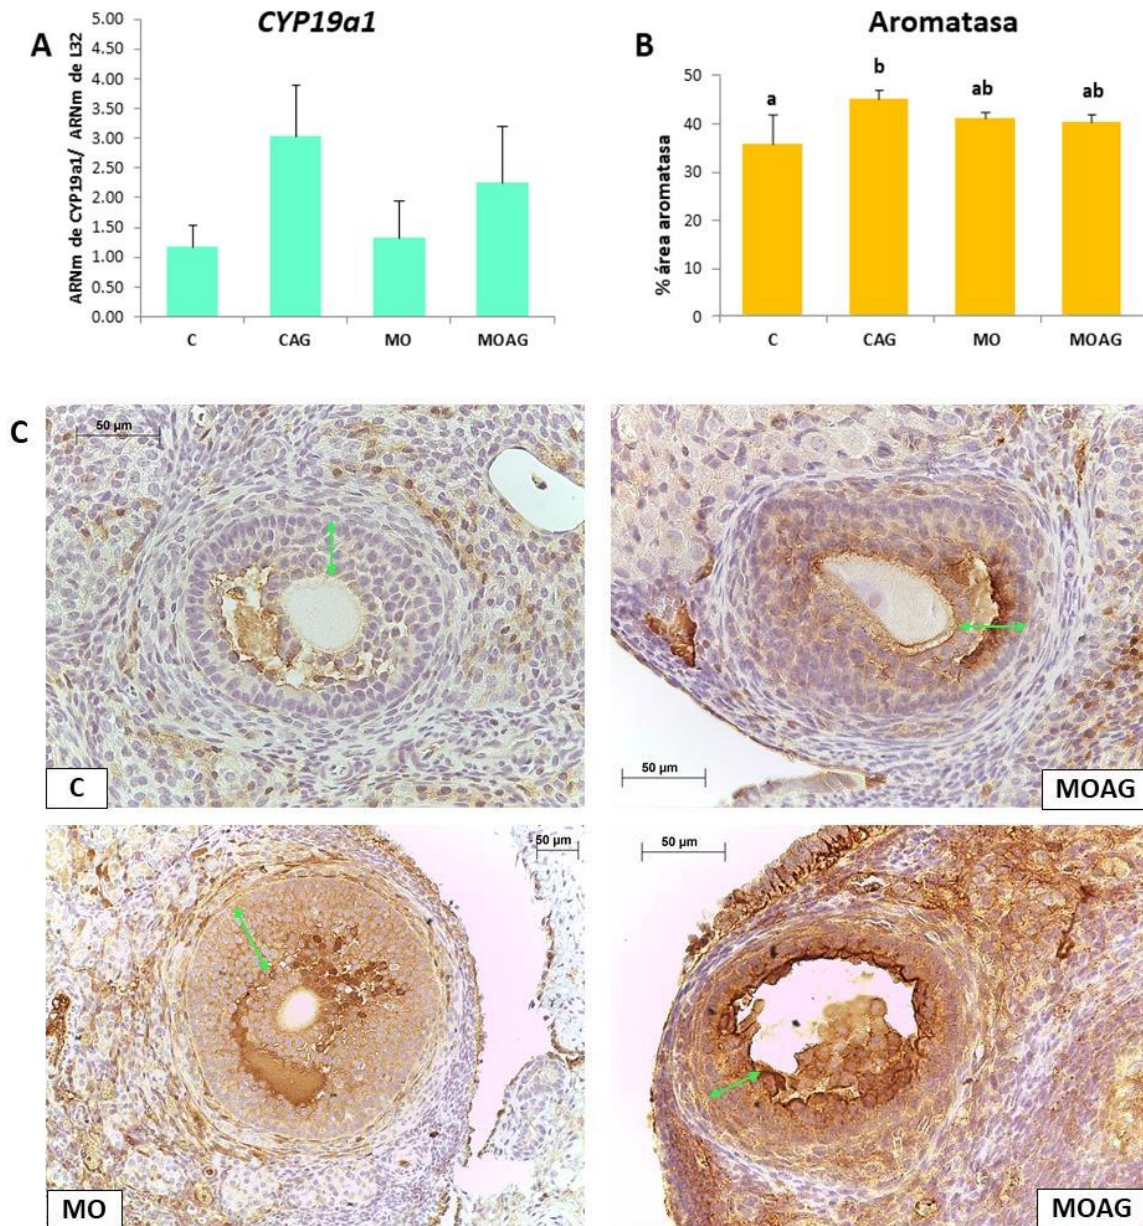 A
CYP19a1
ARNm de CYP19a1/ ARNm de L32
5.00
4.50
4.00
3.50
3.00
2.50
2.00
1.50
1.00
0.50
0.00
C CAG MO MOAG
B
Aromatasa
% área aromatasa
50
40
30
20
10
0
a b ab ab
C CAG MO MOAG
C
50 µm
C
50 µm
MOAG
50 µm
MO
50 µm
MOAG